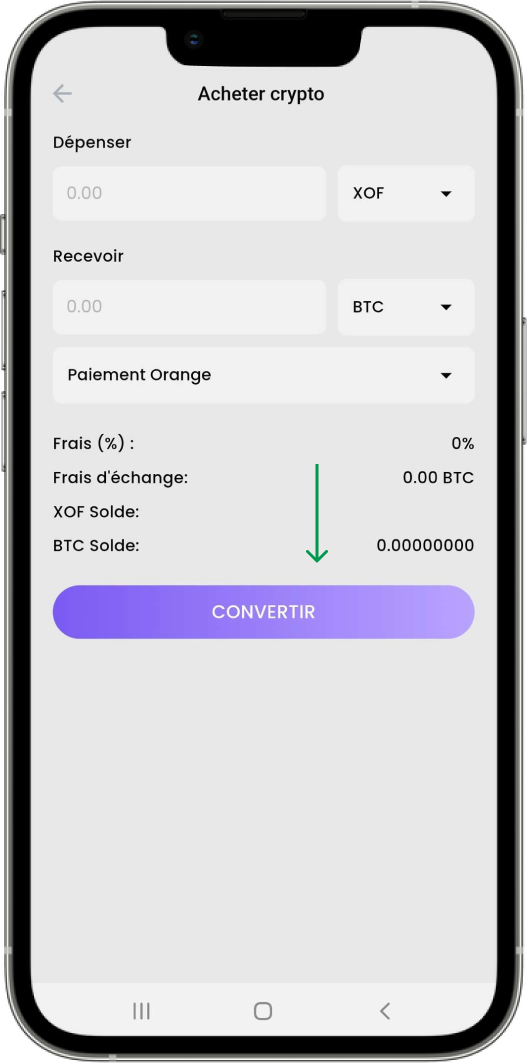 Acheter crypto
Dépenser
0.00 XOF
Recevoir
0.00 BTC
Paiement Orange
Frais (%) : 0%
Frais d'échange: 0.00 BTC
XOF Solde:
BTC Solde: 0.00000000
CONVERTIR